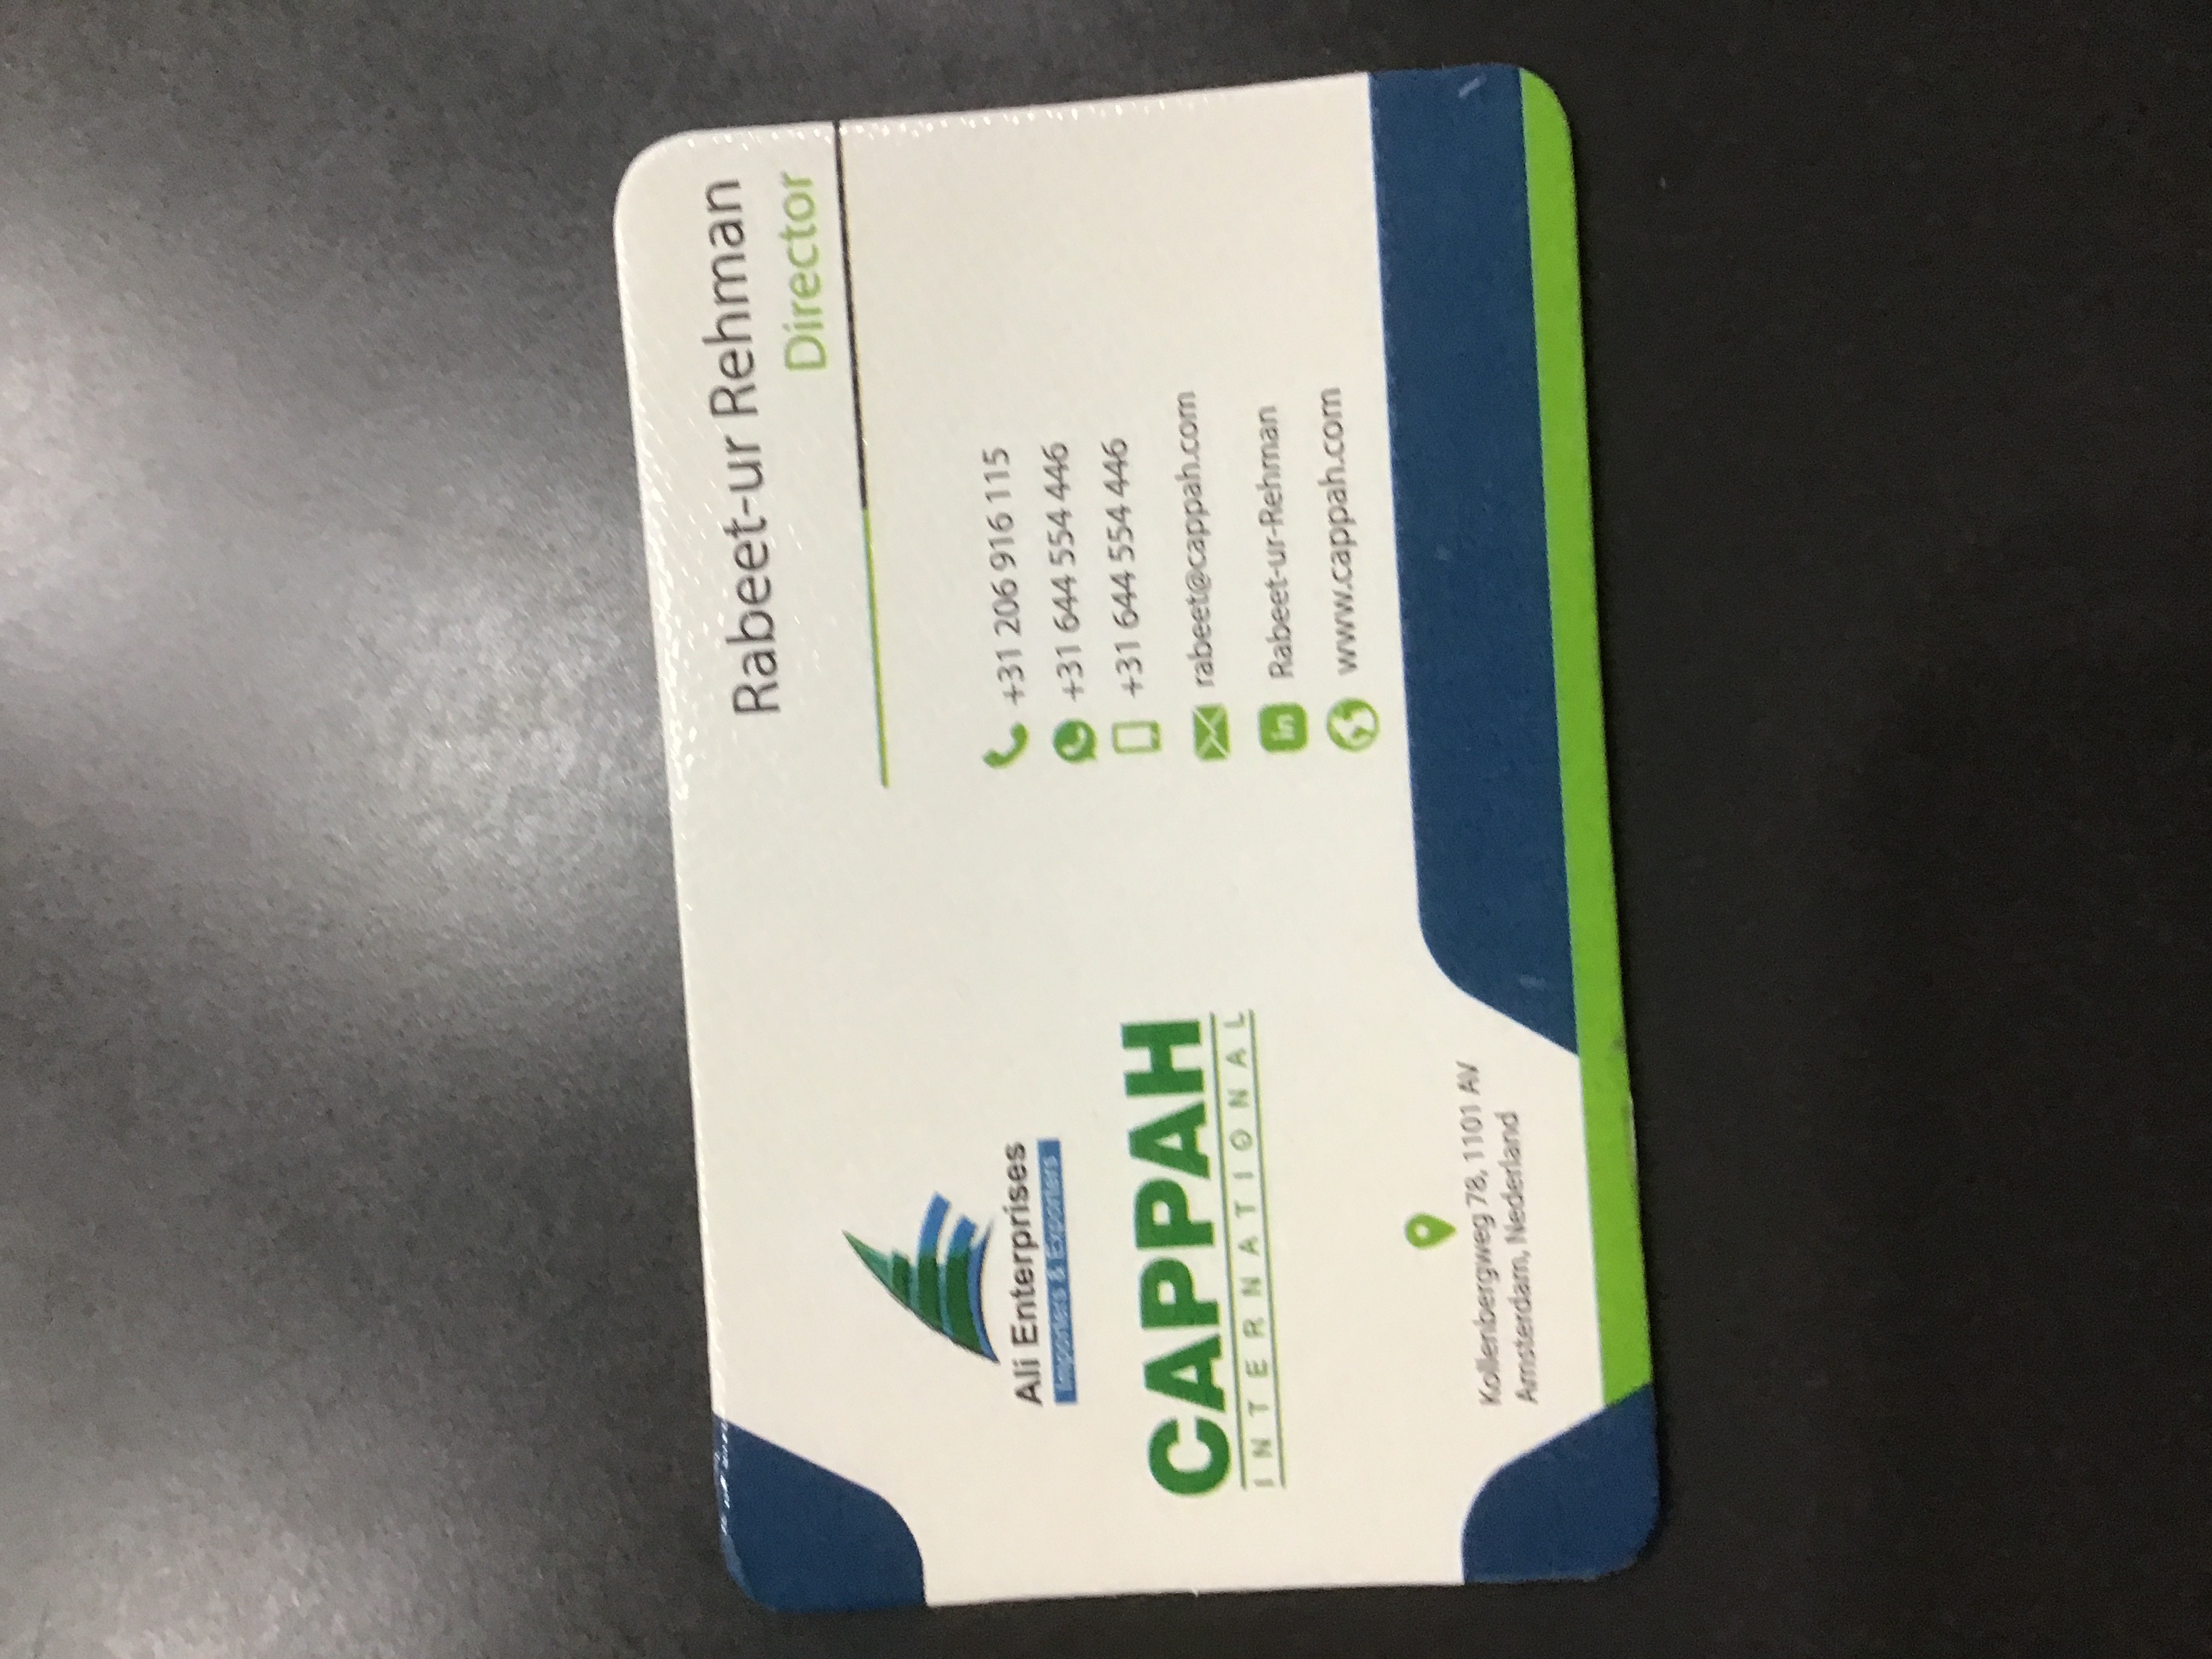 Rabeet-ur Rehman
Director
Ali Enterprises
Importers & Exporters
CAPPAH
INTERNATIONAL
+31 206 916 115
+31 644 554 446
+31 644 554 446
rabeet@cappah.com
in Rabeet-ur-Rehman
www.cappah.com
Kollenbergweg 78, 1101 AV
Amsterdam, Nederland